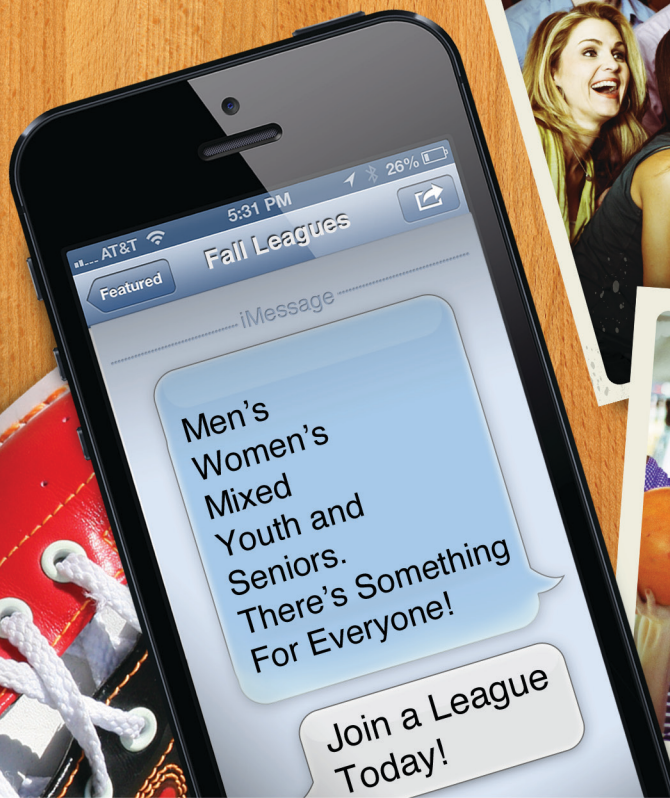 AT&T 5:31 PM 26%
Featured Fall Leagues
iMessage
Men's
Women's
Mixed
Youth and
Seniors.
There's Something
For Everyone!
Join a League
Today!